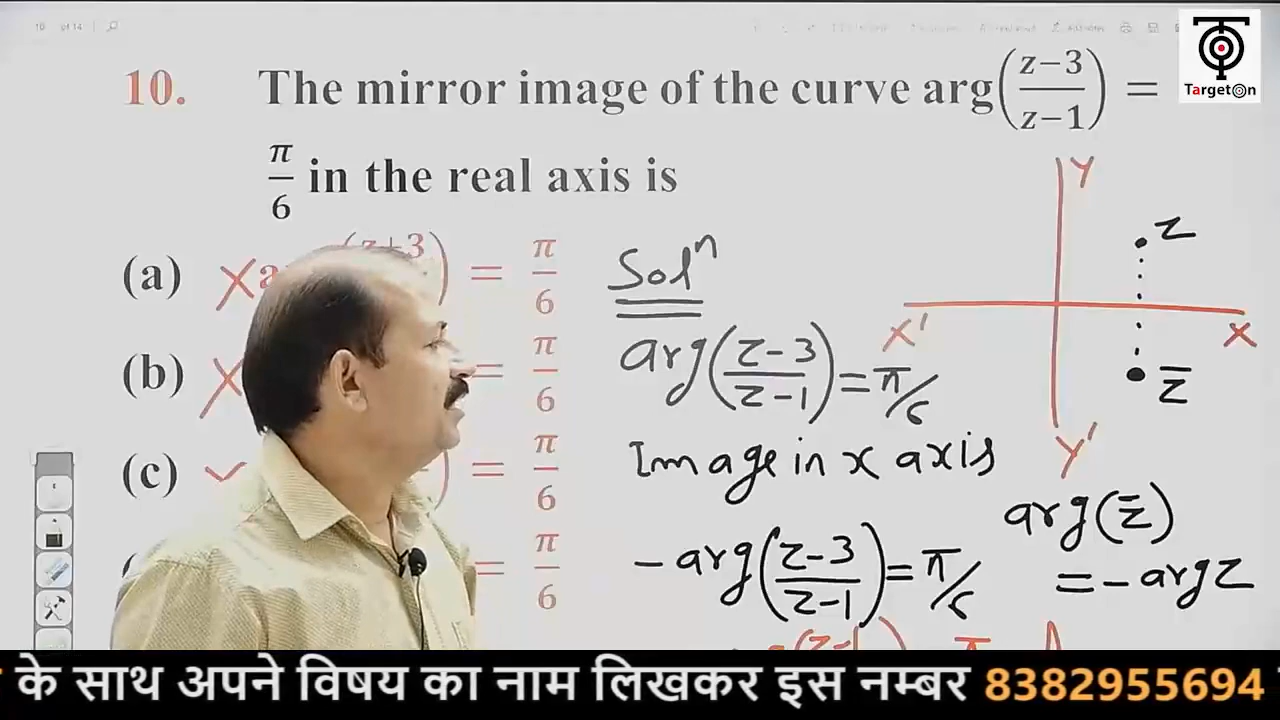 10. The mirror image of the curve arg(z−3/z−1) =
π/6 in the real axis is
(a) = π/6
(b) = π/6
(c) = π/6
= π/6
Solⁿ
arg(z-3/z-1) = π/6
Image in x axis
-arg(z-3/z-1) = π/6
Y
z
X'
X
z̄
Y'
arg(z̄)
= -arg z
TargetOn
के साथ अपने विषय का नाम लिखकर इस नम्बर 8382955694